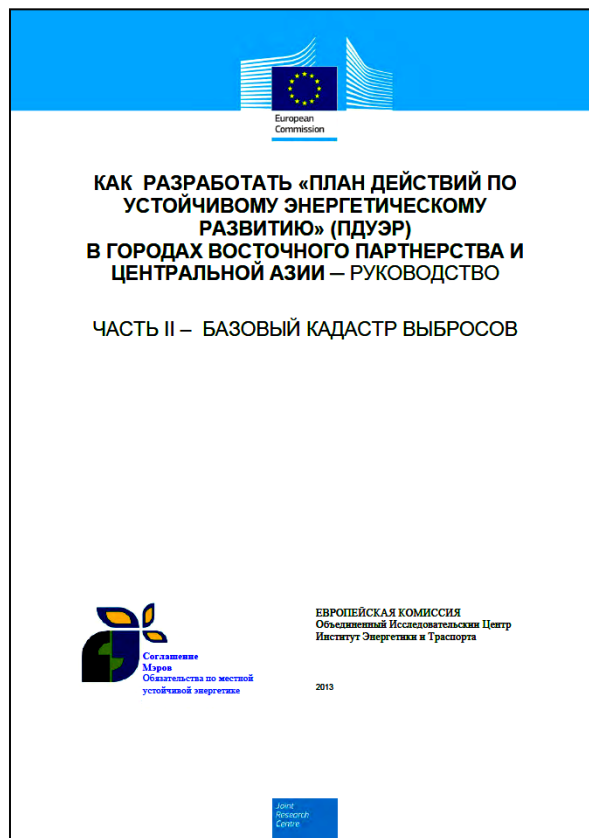 European
Commission
КАК РАЗРАБОТАТЬ «ПЛАН ДЕЙСТВИЙ ПО
УСТОЙЧИВОМУ ЭНЕРГЕТИЧЕСКОМУ
РАЗВИТИЮ» (ПДУЭР)
В ГОРОДАХ ВОСТОЧНОГО ПАРТНЕРСТВА И
ЦЕНТРАЛЬНОЙ АЗИИ — РУКОВОДСТВО
ЧАСТЬ II – БАЗОВЫЙ КАДАСТР ВЫБРОСОВ
Соглашение
Мэров
Обязательства по местной
устойчивой энергетике
ЕВРОПЕЙСКАЯ КОМИССИЯ
Объединенный Исследовательский Центр
Институт Энергетики и Траспорта
2013
Joint
Research
Centre